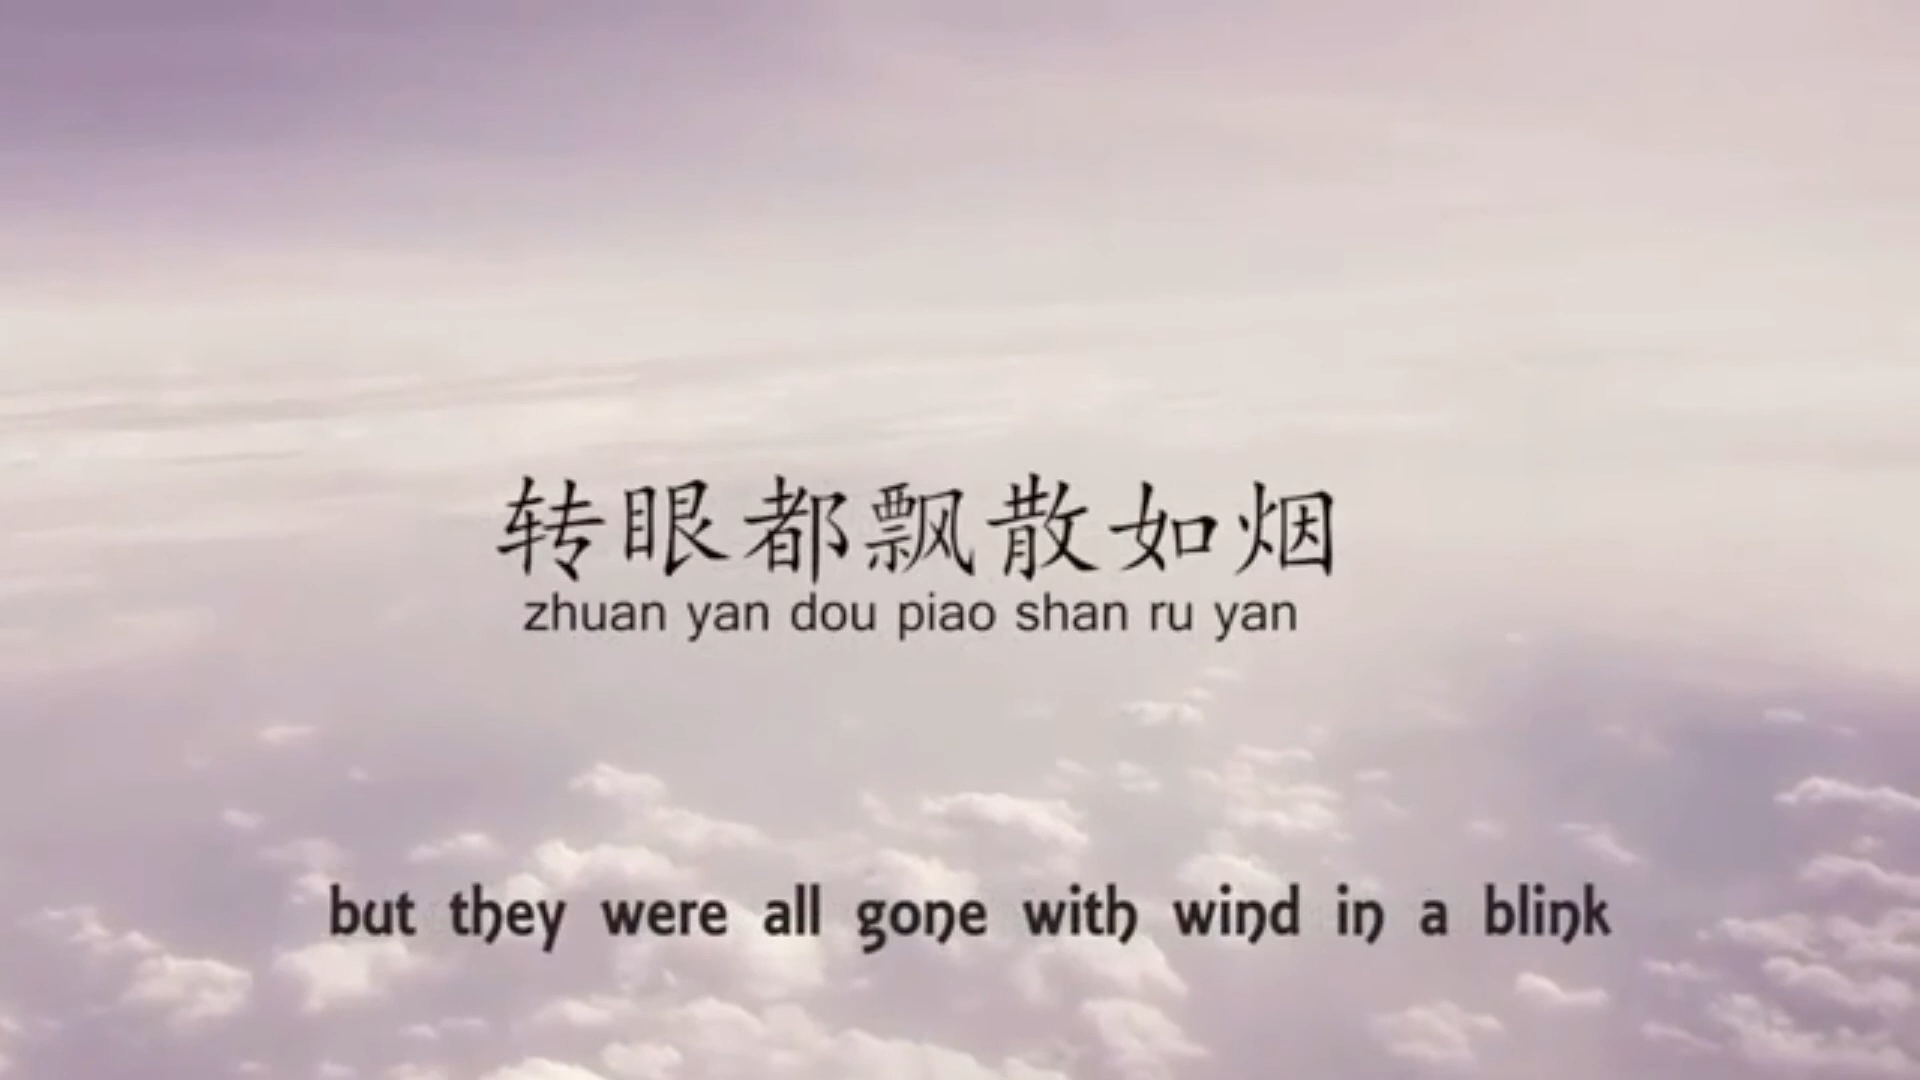 转眼都飘散如烟
zhuan yan dou piao shan ru yan
but they were all gone with wind in a blink